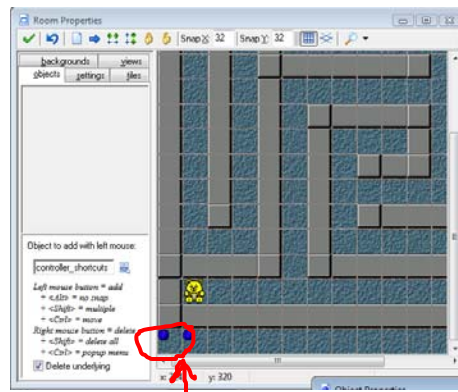 Room Properties
Snap X: 32 Snap Y: 32
backgrounds views
objects settings tiles
Object to add with left mouse:
controller_shortcuts
Left mouse button = add
+ <Alt> = no snap
+ <Shift> = multiple
+ <Ctrl> = move
Right mouse button = delete
+ <Shift> = delete all
+ <Ctrl> = popup menu
Delete underlying
x: y: 320
Object Properties